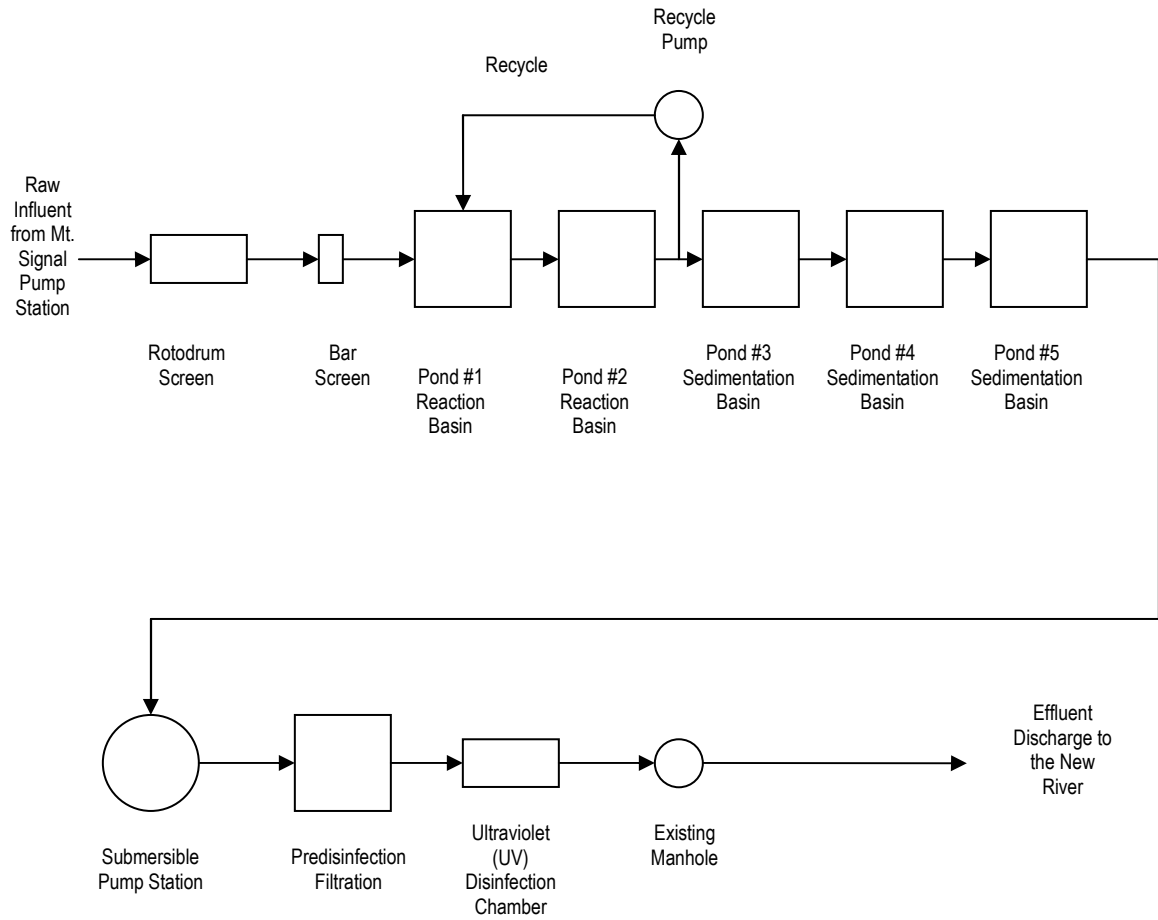 Recycle
Pump
Recycle
Raw
Influent
from Mt.
Signal
Pump
Station
Rotodrum
Screen
Bar
Screen
Pond #1
Reaction
Basin
Pond #2
Reaction
Basin
Pond #3
Sedimentation
Basin
Pond #4
Sedimentation
Basin
Pond #5
Sedimentation
Basin
Submersible
Pump Station
Predisinfection
Filtration
Ultraviolet
(UV)
Disinfection
Chamber
Existing
Manhole
Effluent
Discharge to
the New
River